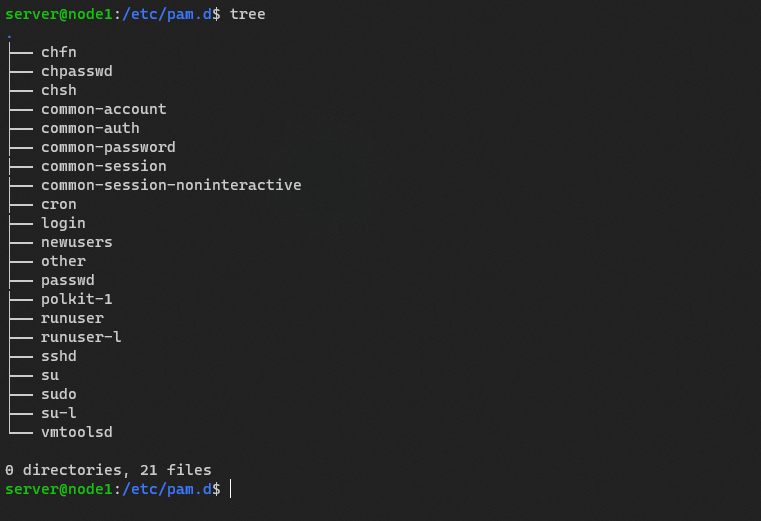 server@node1:/etc/pam.d$ tree
.
├── chfn
├── chpasswd
├── chsh
├── common-account
├── common-auth
├── common-password
├── common-session
├── common-session-noninteractive
├── cron
├── login
├── newusers
├── other
├── passwd
├── polkit-1
├── runuser
├── runuser-l
├── sshd
├── su
├── sudo
├── su-l
└── vmtoolsd

0 directories, 21 files
server@node1:/etc/pam.d$